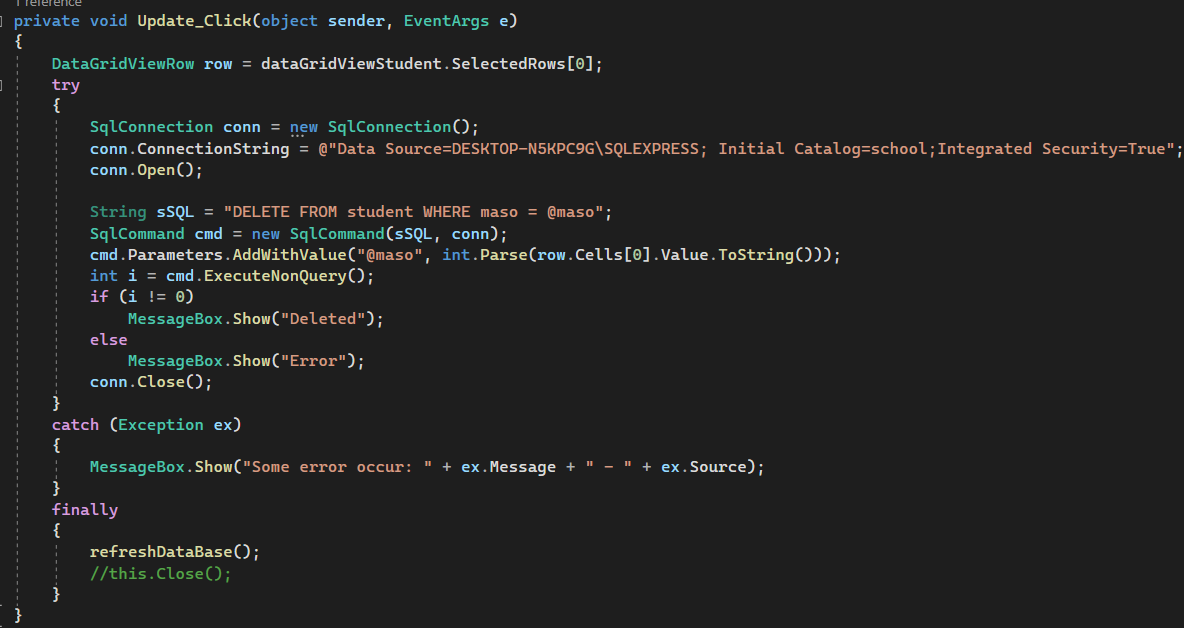 1 reference
private void Update_Click(object sender, EventArgs e)
{
DataGridViewRow row = dataGridViewStudent.SelectedRows[0];
try
{
SqlConnection conn = new SqlConnection();
conn.ConnectionString = @"Data Source=DESKTOP-N5KPC9G\SQLEXPRESS; Initial Catalog=school;Integrated Security=True";
conn.Open();
String sSQL = "DELETE FROM student WHERE maso = @maso";
SqlCommand cmd = new SqlCommand(sSQL, conn);
cmd.Parameters.AddWithValue("@maso", int.Parse(row.Cells[0].Value.ToString()));
int i = cmd.ExecuteNonQuery();
if (i != 0)
MessageBox.Show("Deleted");
else
MessageBox.Show("Error");
conn.Close();
}
catch (Exception ex)
{
MessageBox.Show("Some error occur: " + ex.Message + " - " + ex.Source);
}
finally
{
refreshDataBase();
//this.Close();
}
}